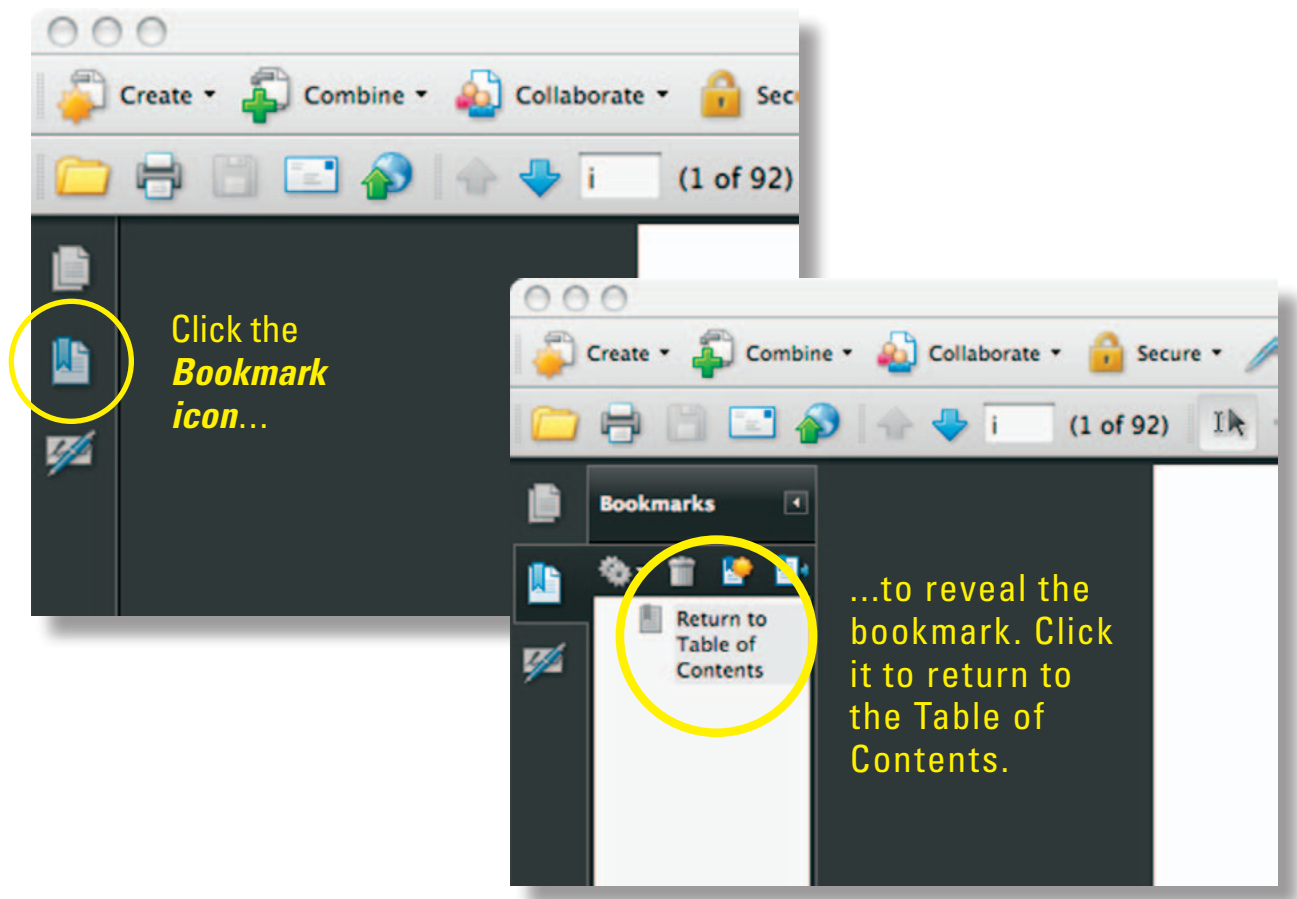 Create Combine Collaborate Sec
i (1 of 92)
Click the
Bookmark
icon...
Create Combine Collaborate Secure
i (1 of 92)
Bookmarks
Return to
Table of
Contents
...to reveal the
bookmark. Click
it to return to
the Table of
Contents.